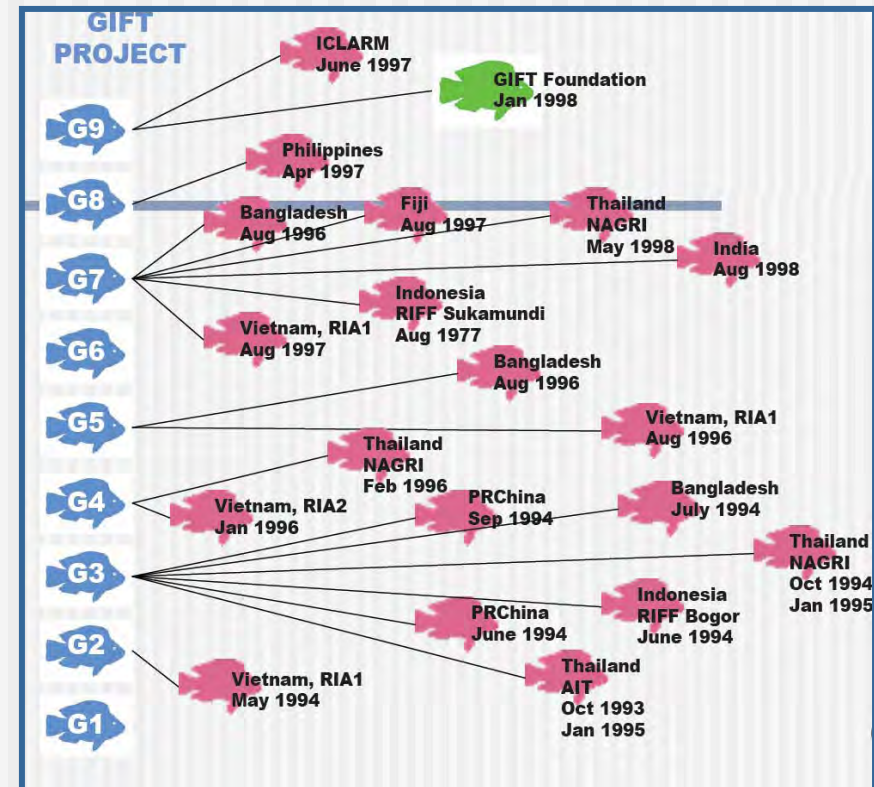 GIFT
PROJECT
ICLARM
June 1997
GIFT Foundation
Jan 1998
G9
Philippines
Apr 1997
G8
Bangladesh
Aug 1996
Fiji
Aug 1997
Thailand
NAGRI
May 1998
India
Aug 1998
G7
Indonesia
RIFF Sukamundi
Aug 1977
Vietnam, RIA1
Aug 1997
G6
Bangladesh
Aug 1996
G5
Vietnam, RIA1
Aug 1996
Thailand
NAGRI
Feb 1996
G4
Vietnam, RIA2
Jan 1996
PRChina
Sep 1994
Bangladesh
July 1994
Thailand
NAGRI
Oct 1994
Jan 1995
G3
Indonesia
RIFF Bogor
June 1994
PRChina
June 1994
G2
Thailand
AIT
Oct 1993
Jan 1995
Vietnam, RIA1
May 1994
G1